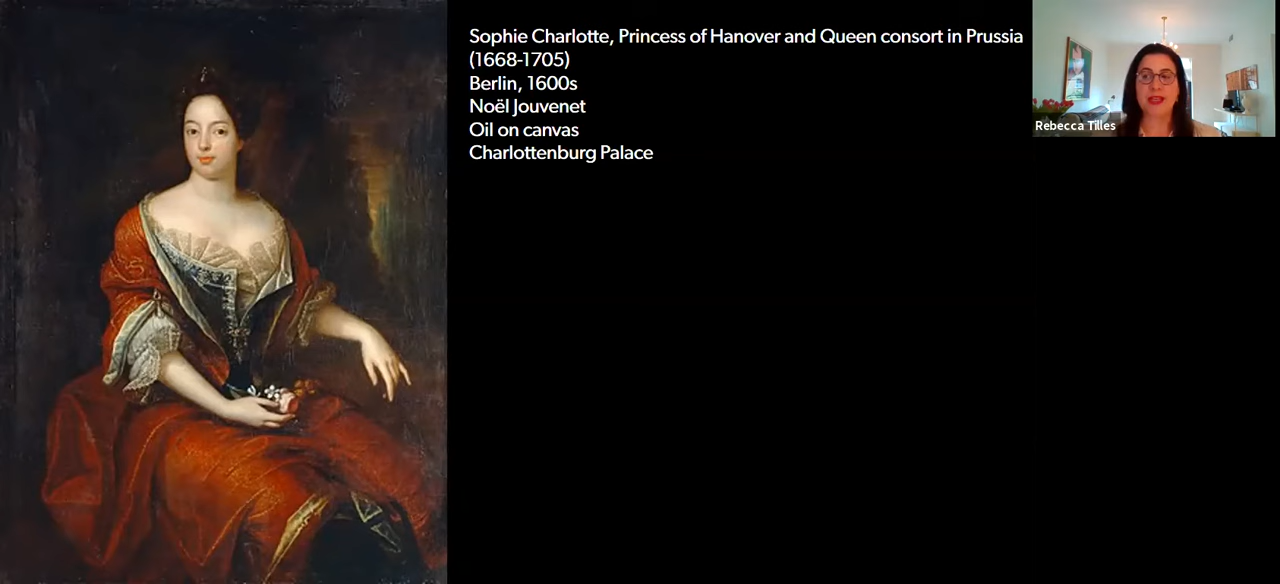 Sophie Charlotte, Princess of Hanover and Queen consort in Prussia
(1668-1705)
Berlin, 1600s
Noël Jouvenet
Oil on canvas
Charlottenburg Palace
Rebecca Tilles